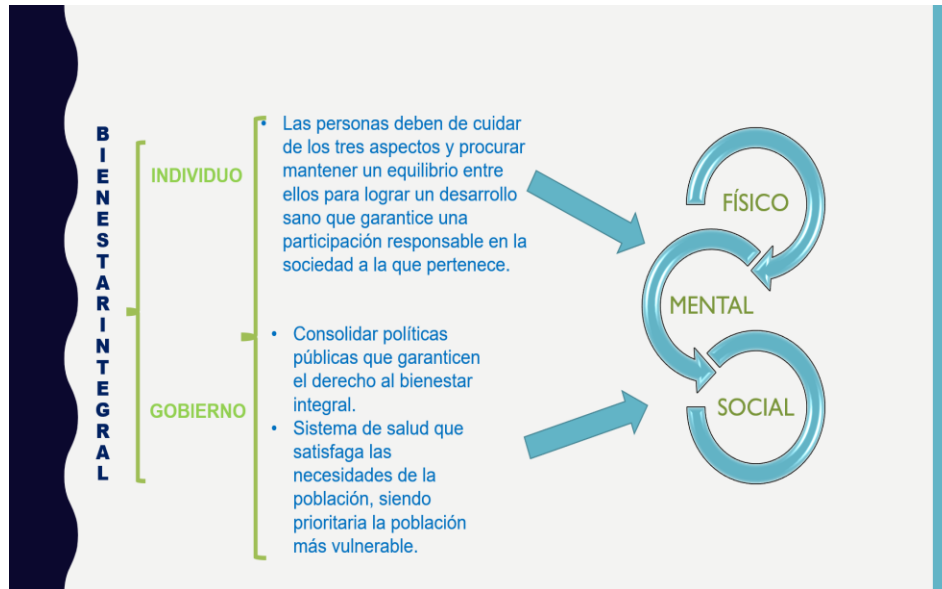 BIENESTARINTEGRAL
INDIVIDUO
• Las personas deben de cuidar
de los tres aspectos y procurar
mantener un equilibrio entre
ellos para lograr un desarrollo
sano que garantice una
participación responsable en la
sociedad a la que pertenece.
GOBIERNO
• Consolidar políticas
públicas que garanticen
el derecho al bienestar
integral.
• Sistema de salud que
satisfaga las
necesidades de la
población, siendo
prioritaria la población
más vulnerable.
FÍSICO
MENTAL
SOCIAL